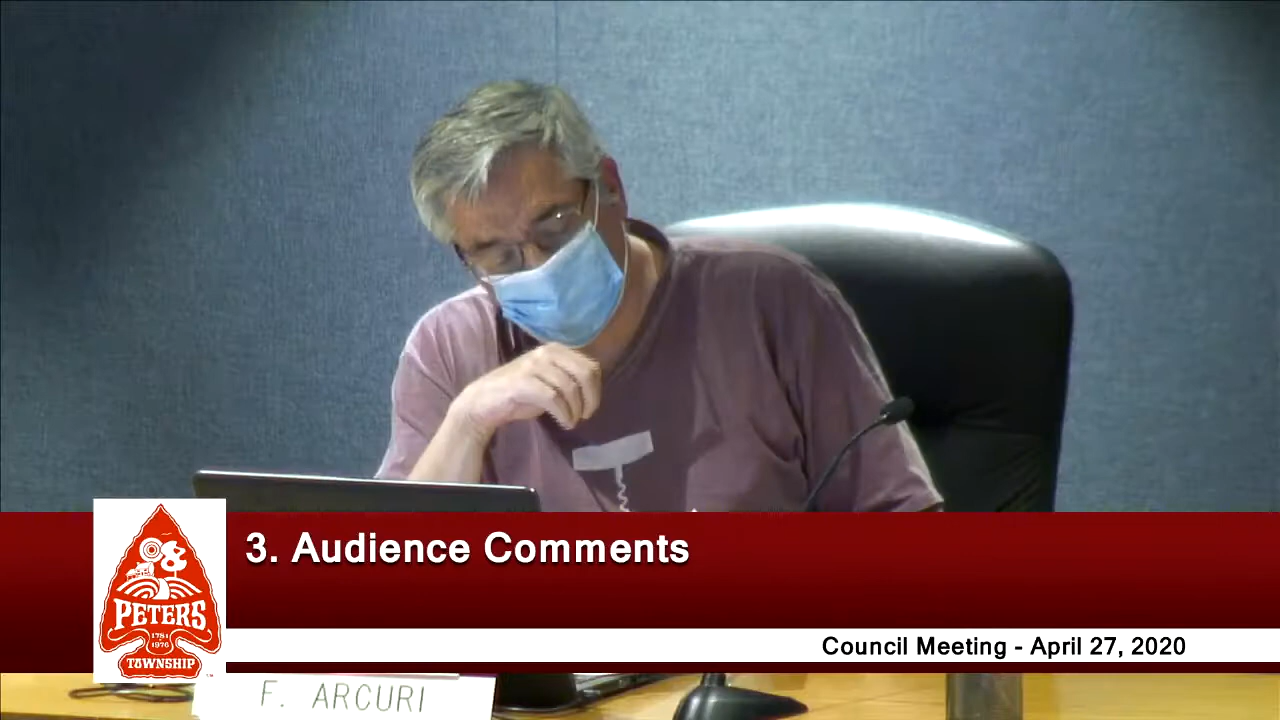 3. Audience Comments
PETERS
1781
1976
TOWNSHIP
Council Meeting - April 27, 2020
F. ARCURI